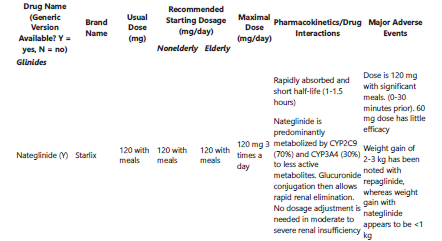 Drug Name
(Generic
Version
Available? Y =
yes, N = no)
Brand
Name
Usual
Dose
(mg)
Recommended
Starting Dosage
(mg/day)
Nonelderly Elderly
Maximal
Dose
(mg/day)
Pharmacokinetics/Drug
Interactions
Major Adverse
Events
Glinides
Nateglinide (Y)
Starlix
120 with
meals
120 with
meals
120 with
meals
120 mg 3
times a
day
Rapidly absorbed and
short half-life (1-1.5
hours)
Nateglinide is
predominantly
metabolized by CYP2C9
(70%) and CYP3A4 (30%)
to less active
metabolites. Glucuronide
conjugation then allows
rapid renal elimination.
No dosage adjustment is
needed in moderate to
severe renal insufficiency
Dose is 120 mg
with significant
meals. (0-30
minutes prior). 60
mg dose has little
efficacy
Weight gain of
2-3 kg has been
noted with
repaglinide,
whereas weight
gain with
nateglinide
appears to be <1
kg